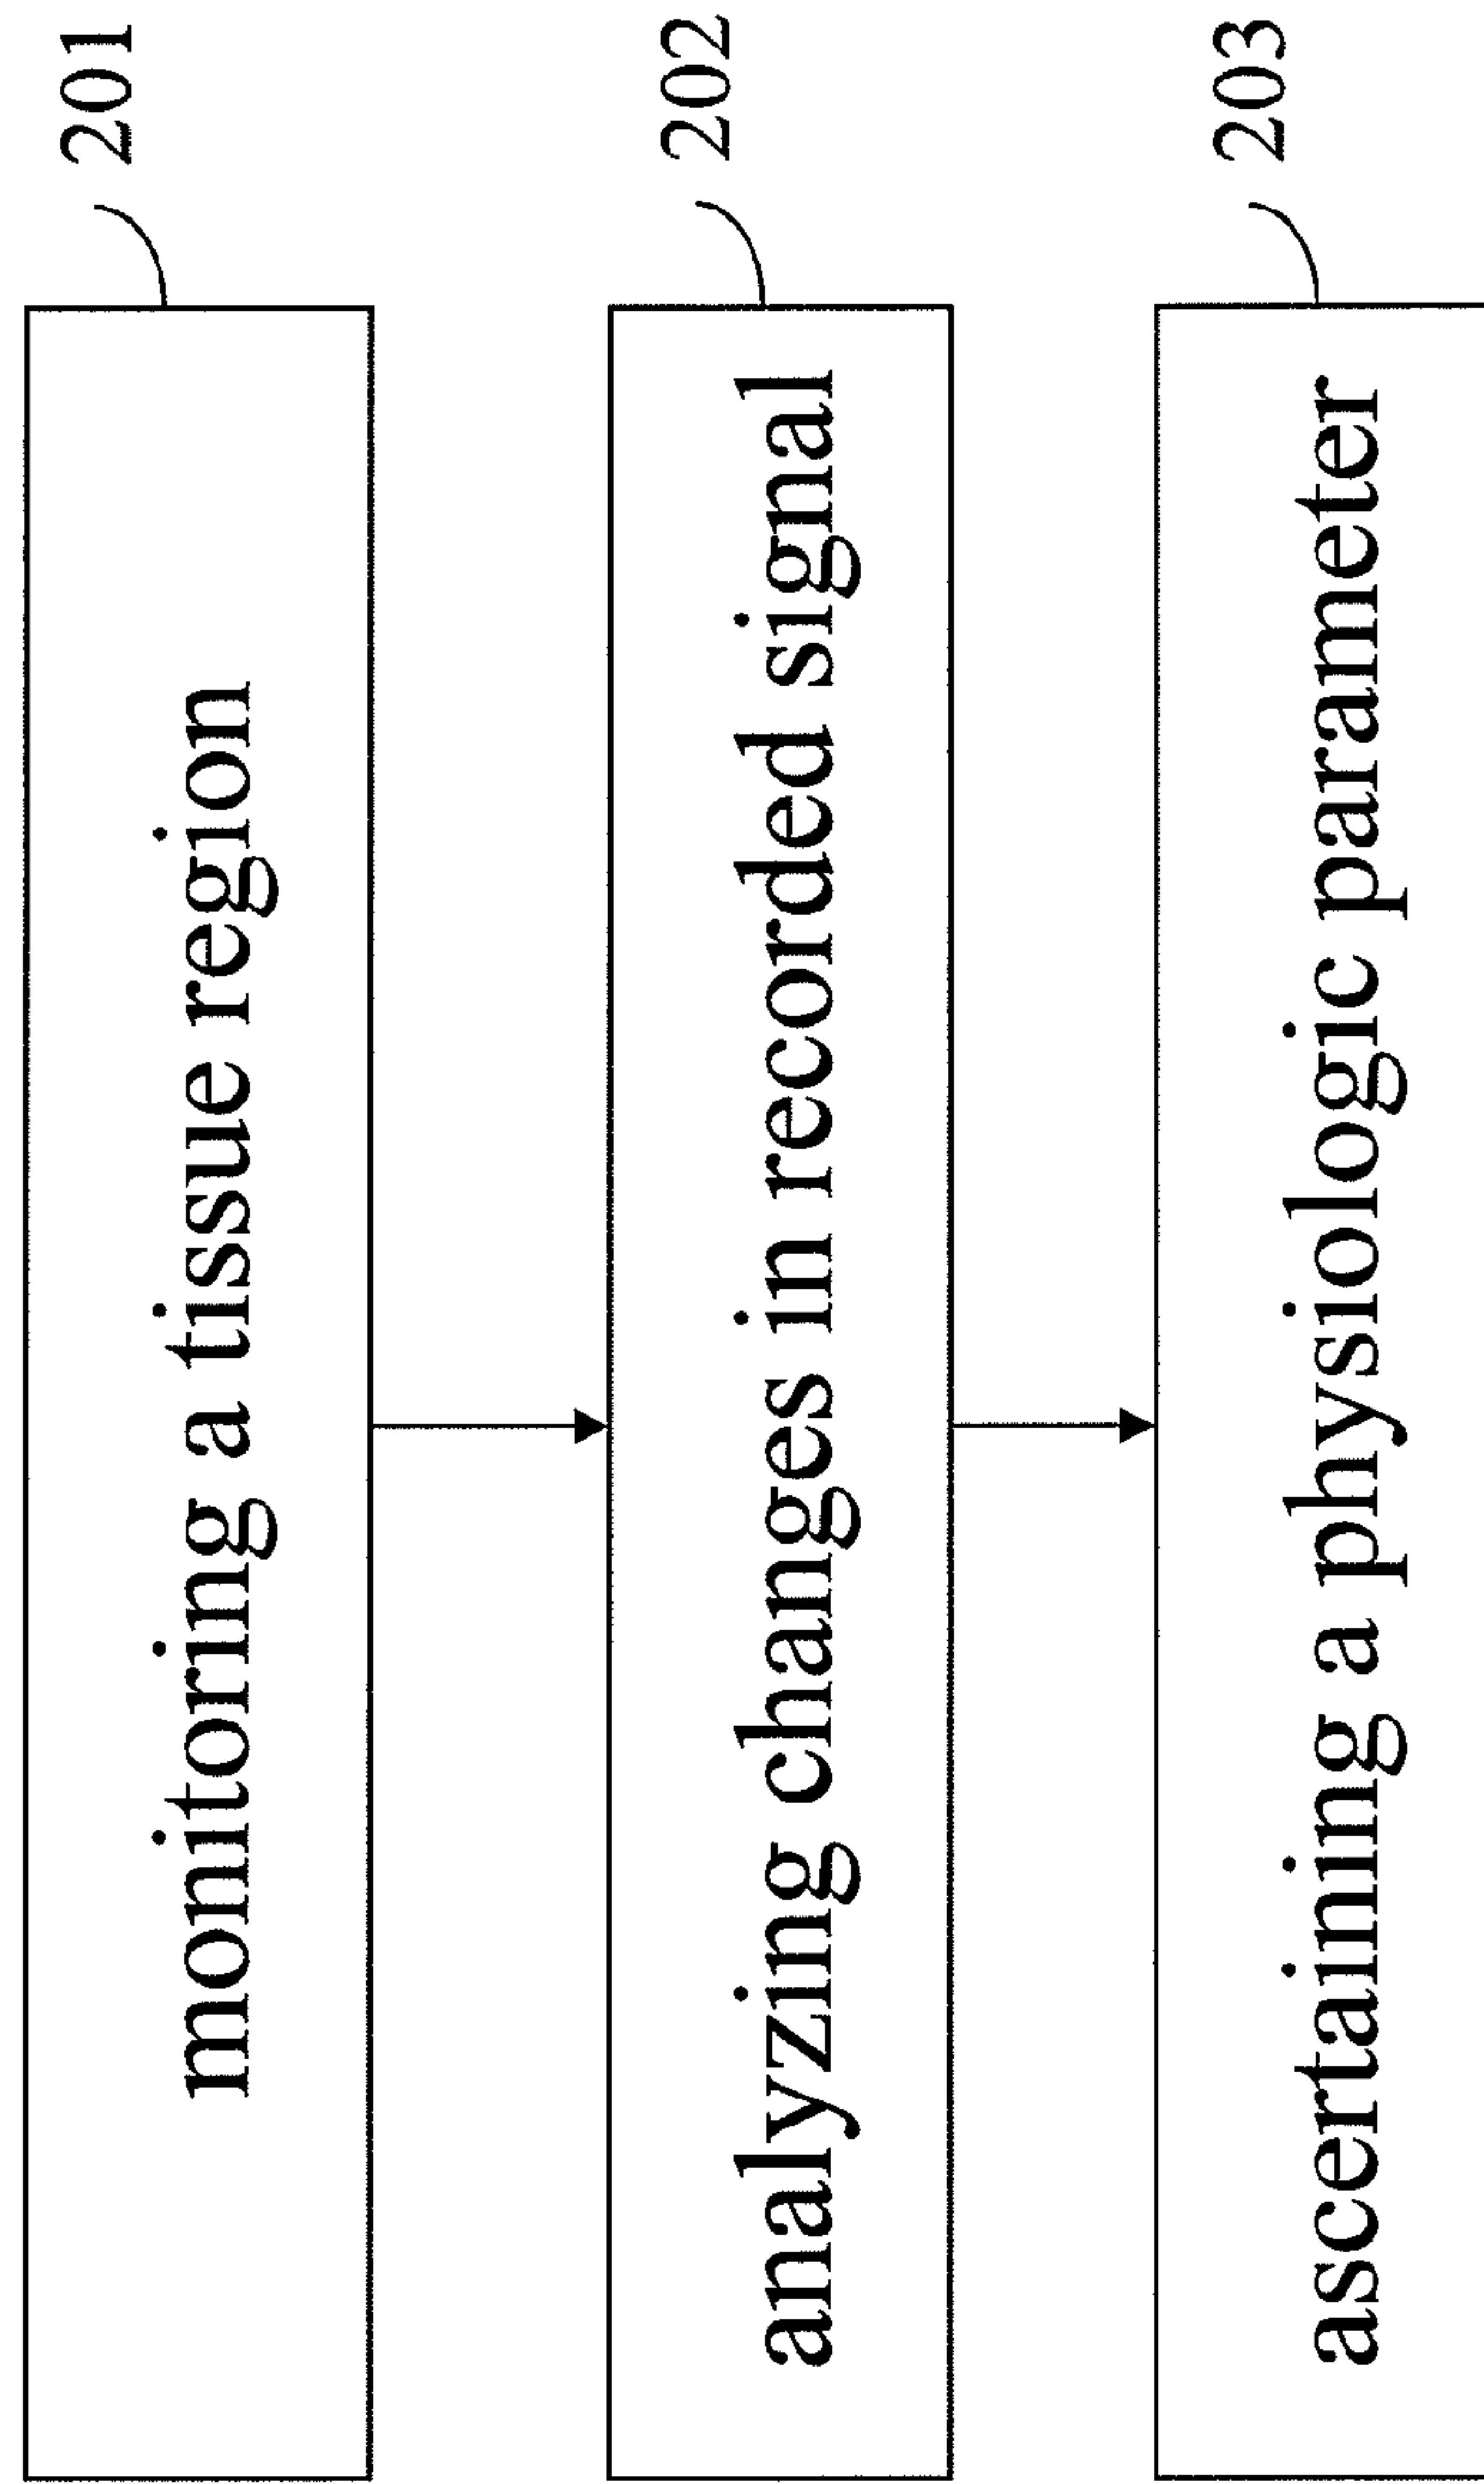 monitoring a tissue region
201
analyzing changes in recorded signal
202
ascertaining a physiologic parameter
203